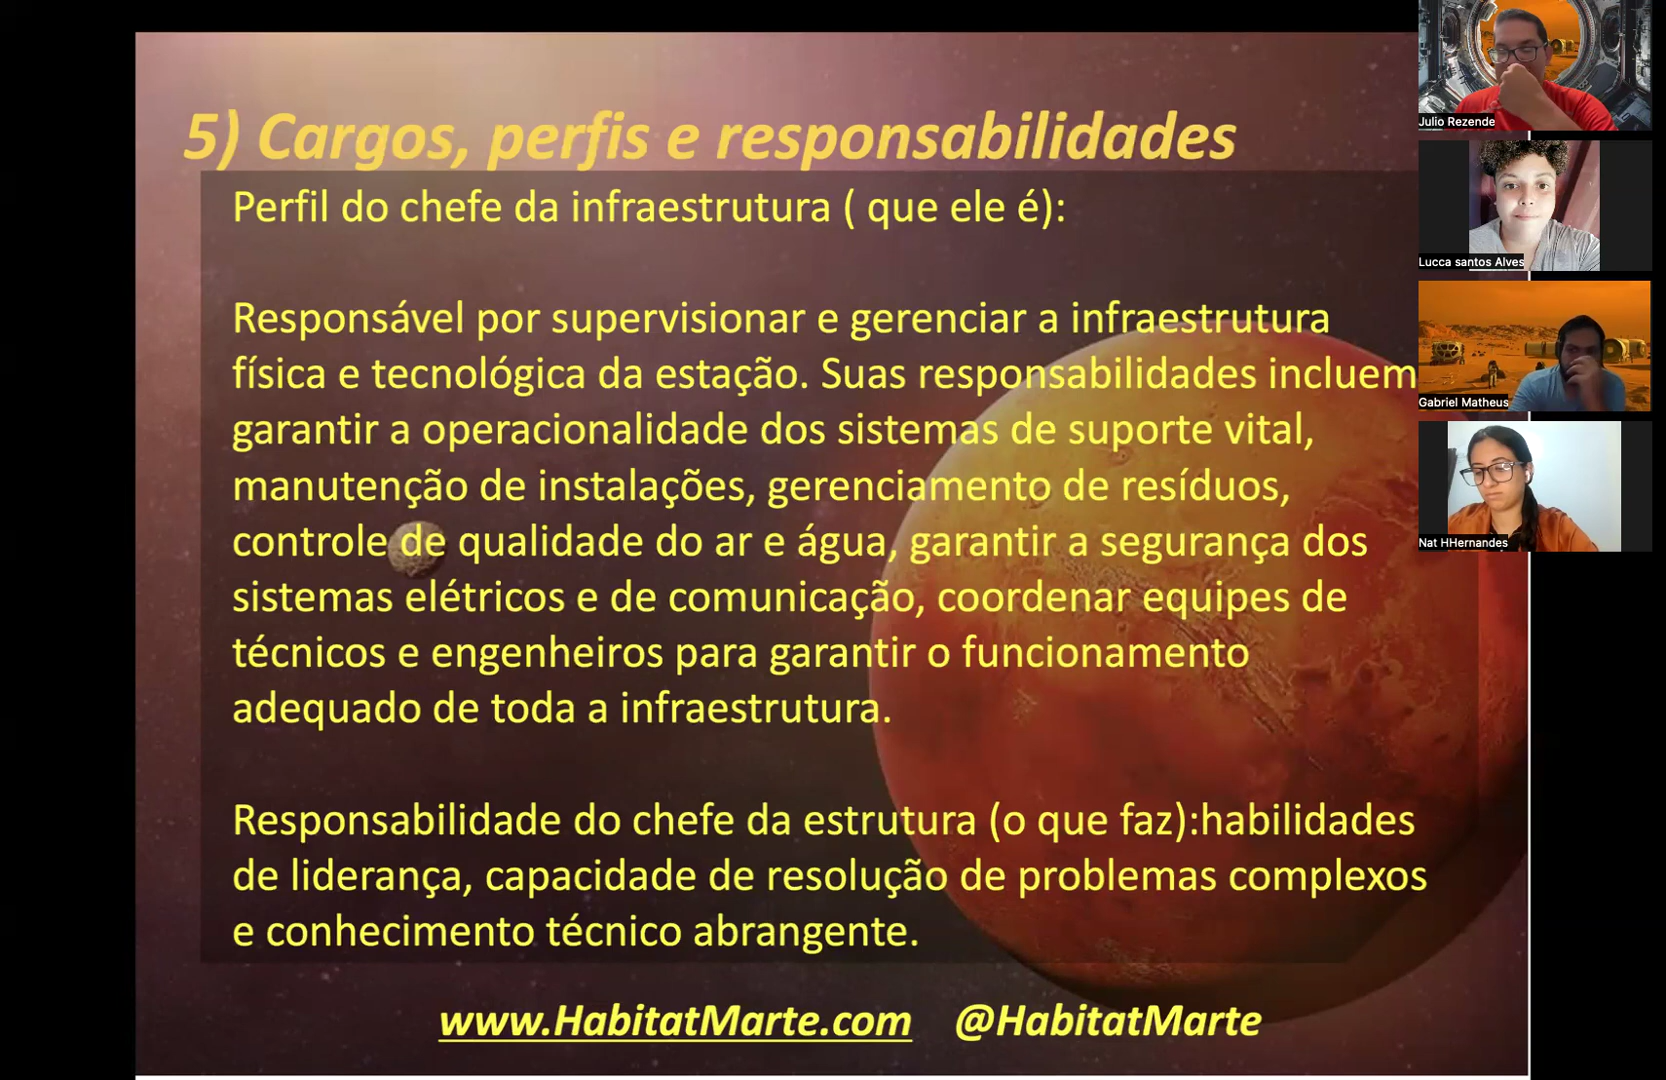 5) Cargos, perfis e responsabilidades
Perfil do chefe da infraestrutura ( que ele é):
Responsável por supervisionar e gerenciar a infraestrutura
física e tecnológica da estação. Suas responsabilidades incluem
garantir a operacionalidade dos sistemas de suporte vital,
manutenção de instalações, gerenciamento de resíduos,
controle de qualidade do ar e água, garantir a segurança dos
sistemas elétricos e de comunicação, coordenar equipes de
técnicos e engenheiros para garantir o funcionamento
adequado de toda a infraestrutura.
Responsabilidade do chefe da estrutura (o que faz):habilidades
de liderança, capacidade de resolução de problemas complexos
e conhecimento técnico abrangente.
www.HabitatMarte.com @HabitatMarte
Julio Rezende
Lucca santos Alves
Gabriel Matheus
Nat HHernandes